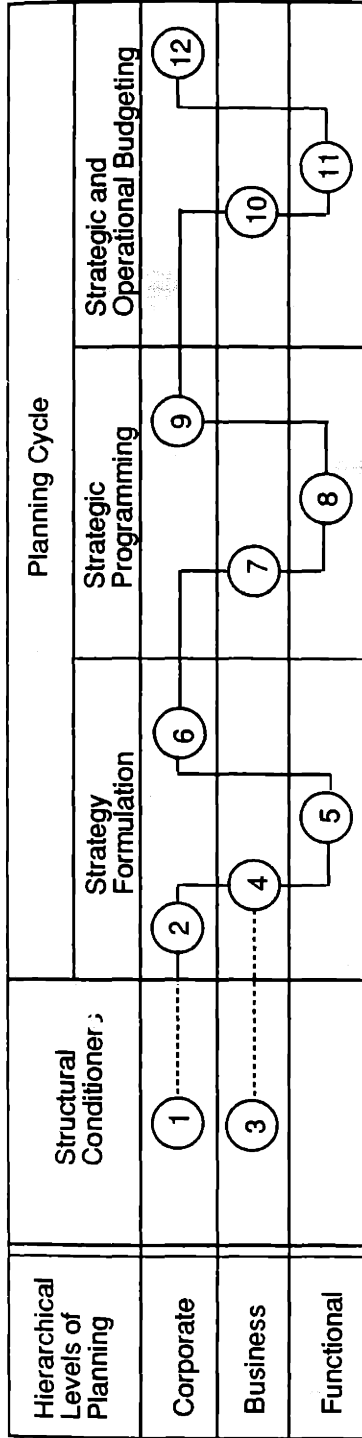 Hierarchical
Levels of
Planning
Structural
Conditioner ;
Planning Cycle
Strategy
Formulation
Strategic
Programming
Strategic and
Operational Budgeting
Corporate
1
2
6
9
12
Business
3
4
7
10
Functional
5
8
11